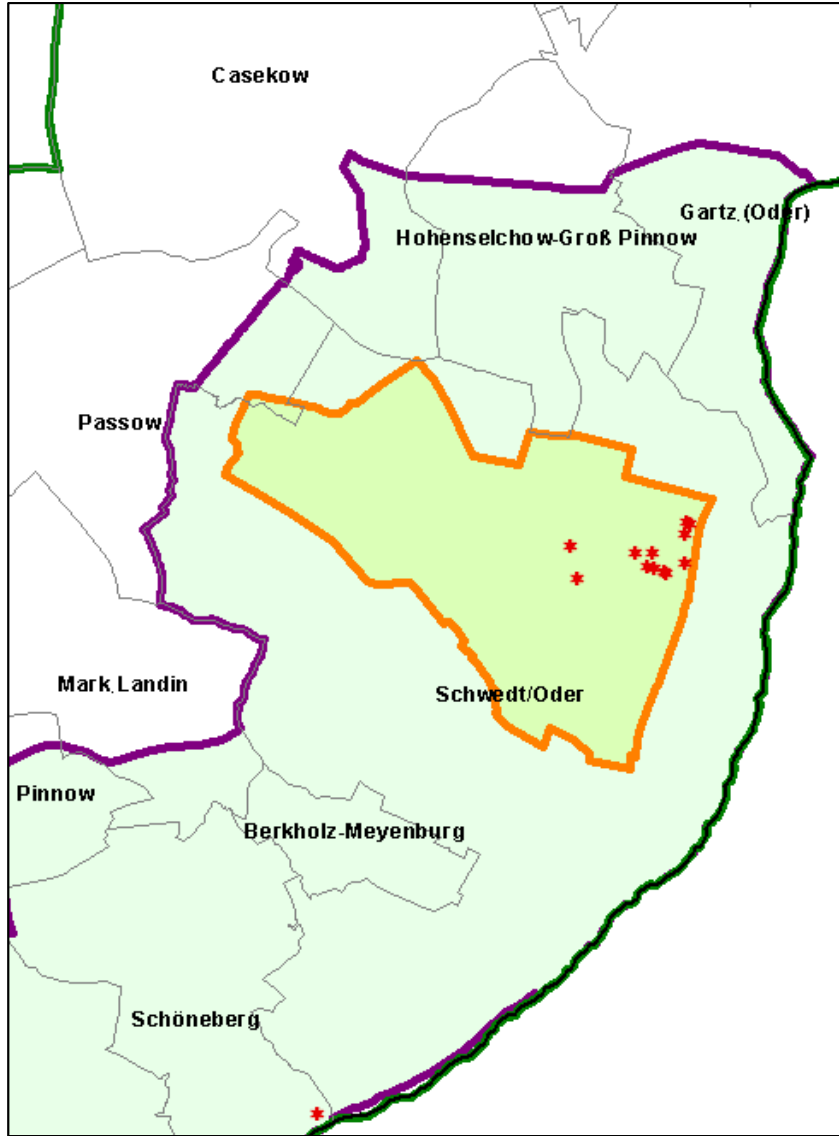 Casekow
Gartz (Oder)
Hohenselchow-Groß Pinnow
Passow
Mark Landin
Schwedt/Oder
Pinnow
Berkholz-Meyenburg
Schöneberg